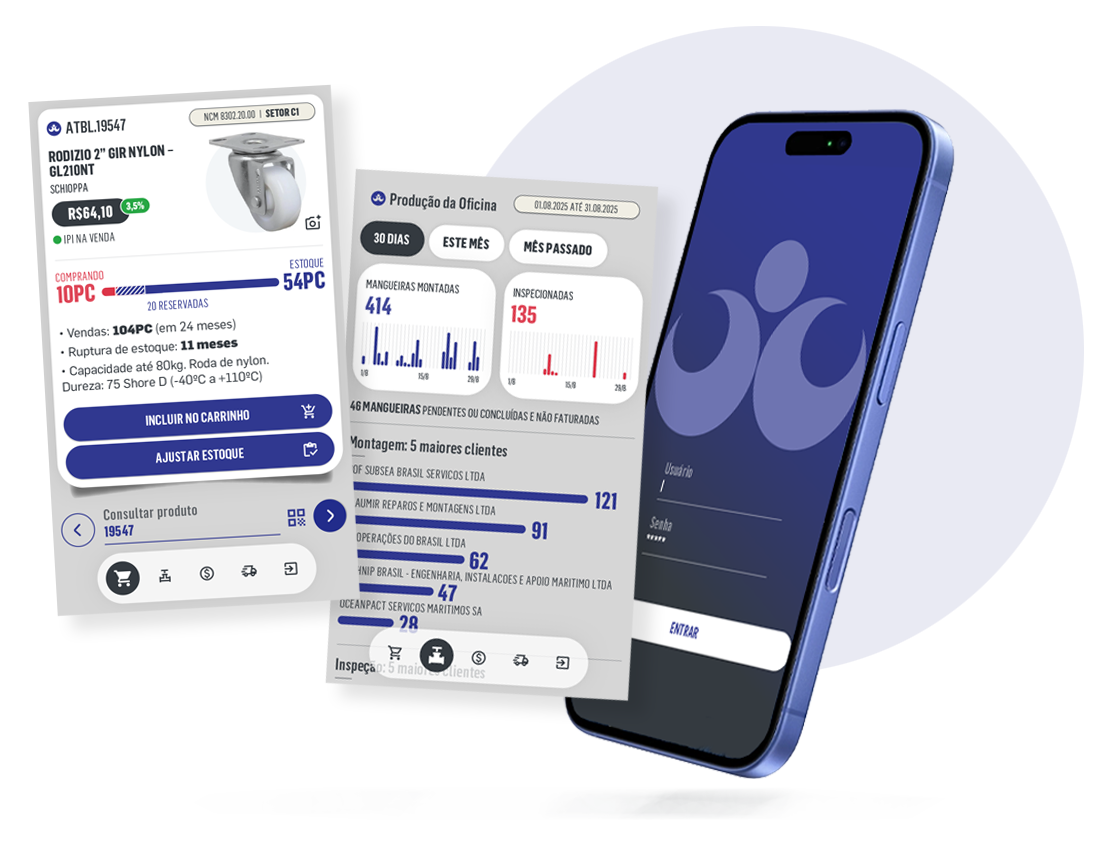 ATBL.19547
NCM 8302.20.00 | SETOR C1
RODIZIO 2” GIR NYLON –
GL210NT
SCHIOPPA
R$64,10
3,5%
IPI NA VENDA
COMPRANDO
10PC
ESTOQUE
54PC
20 RESERVADAS
• Vendas: 104PC (em 24 meses)
• Ruptura de estoque: 11 meses
• Capacidade até 80kg. Roda de nylon.
Dureza: 75 Shore D (-40ºC a +110ºC)
INCLUIR NO CARRINHO
AJUSTAR ESTOQUE
Consultar produto
19547
Produção da Oficina
01.08.2025 ATÉ 31.08.2025
30 DIAS
ESTE MÊS
MÊS PASSADO
MANGUEIRAS MONTADAS
414
1/8 15/8 29/8
INSPECIONADAS
135
1/8 15/8 29/8
46 MANGUEIRAS PENDENTES OU CONCLUÍDAS E NÃO FATURADAS
Montagem: 5 maiores clientes
OF SUBSEA BRASIL SERVICOS LTDA
121
AUMIR REPAROS E MONTAGENS LTDA
91
OPERAÇÕES DO BRASIL LTDA
62
HNIP BRASIL - ENGENHARIA, INSTALACOES E APOIO MARITIMO LTDA
47
OCEANPACT SERVICOS MARITIMOS SA
28
Inspeção: 5 maiores clientes
Usuário
Senha
ENTRAR